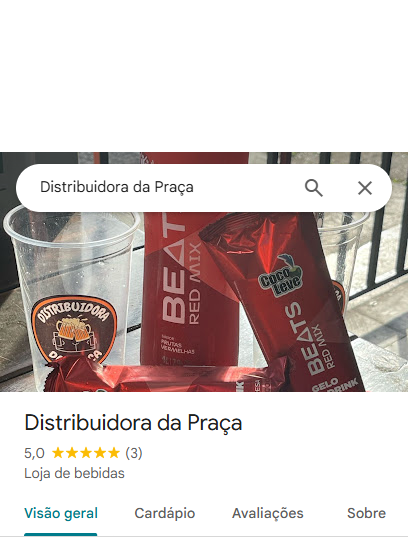 Distribuidora da Praça
DISTRIBUIDORA
BEATS
RED MIX
SABOR
FRUTAS
VERMELHAS
COCO
LEVE
BEATS
RED MIX
GELO
DRINK
Distribuidora da Praça
5,0 ★★★★★ (3)
Loja de bebidas
Visão geral Cardápio Avaliações Sobre